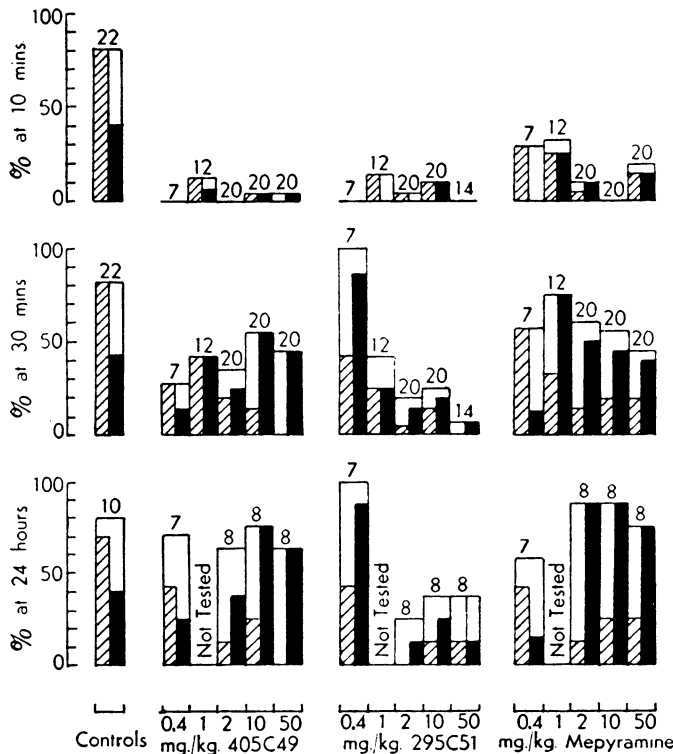 100
50
0
% at 10 mins.
22
7 12 20 20 20
7 12 20 20 14
7 12 20 20 20
100
50
0
% at 30 mins
22
7 12 20 20 20
7 12 20 20 14
7 12 20 20 20
100
50
0
% at 24 hours
10
7 Not Tested 8 8 8
7 Not Tested 8 8 8
7 Not Tested 8 8 8
Controls
0,4 1 2 10 50
mg./kg. 405C49
0,4 1 2 10 50
mg./kg. 295C51
0,4 1 2 10 50
mg./kg. Mepyramine